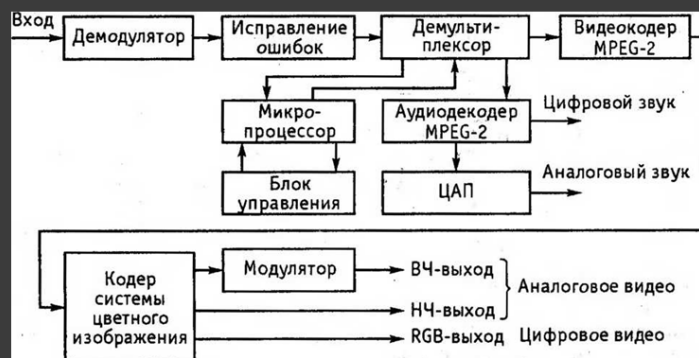 Вход
Демодулятор
Исправление
ошибок
Демульти-
плексор
Видеокодер
MPEG-2
Микро-
процессор
Аудиодекодер
MPEG-2
Цифровой звук
Блок
управления
ЦАП
Аналоговый звук
Кодер
системы
цветного
изображения
Модулятор
ВЧ-выход
НЧ-выход
Аналоговое видео
RGB-выход
Цифровое видео